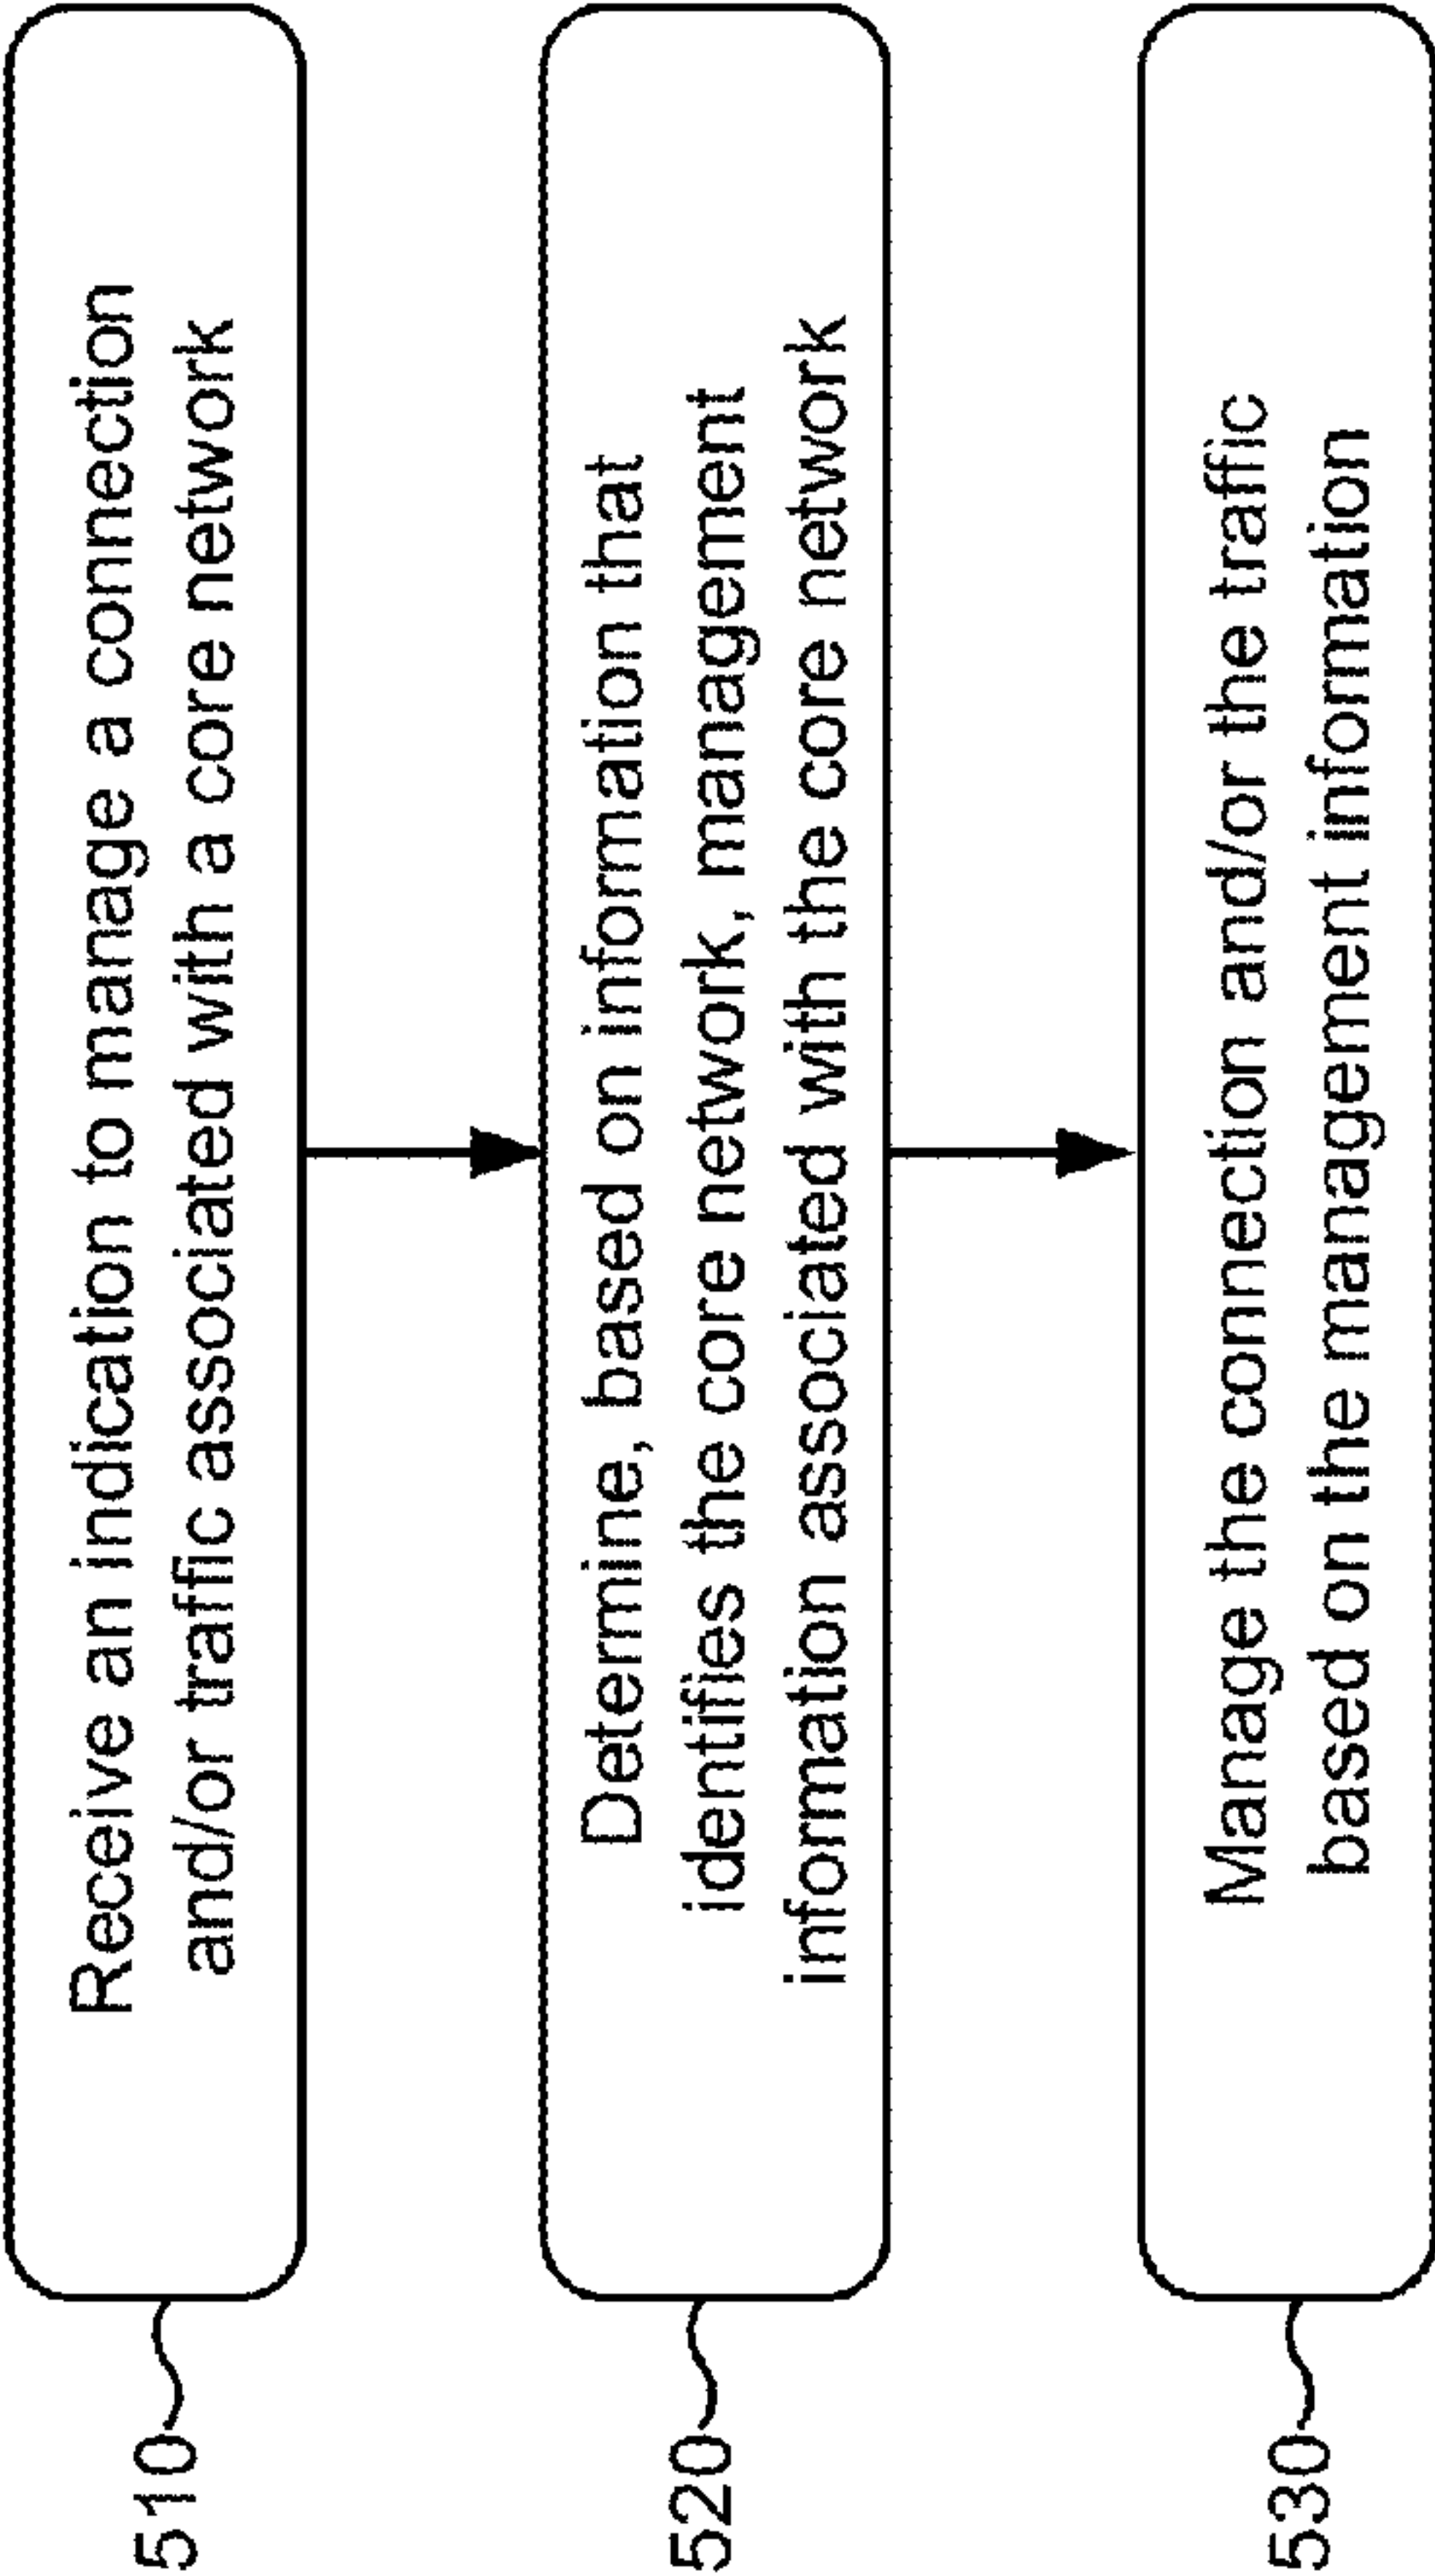 510
Receive an indication to manage a connection
and/or traffic associated with a core network
520
Determine, based on information that
identifies the core network, management
information associated with the core network
530
Manage the connection and/or the traffic
based on the management information